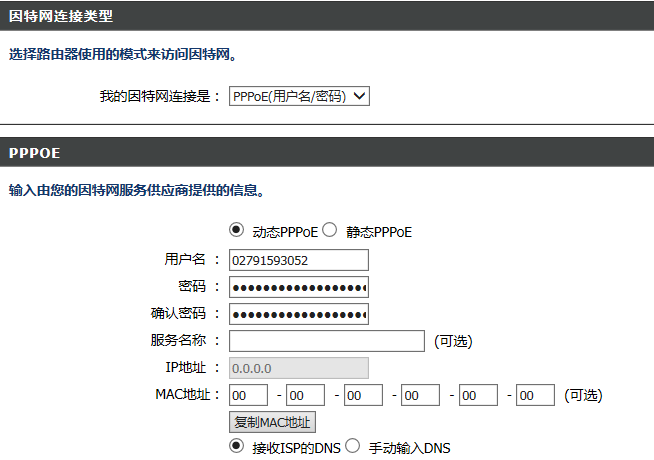 因特网连接类型
选择路由器使用的模式来访问因特网。
我的因特网连接是： PPPoE(用户名/密码)
PPPOE
输入由您的因特网服务供应商提供的信息。
动态PPPoE 静态PPPoE
用户名 ： 02791593052
密码 ： ●●●●●●●●●●●●●●●●●●
确认密码 ： ●●●●●●●●●●●●●●●●●●
服务名称 ： (可选)
IP地址 ： 0.0.0.0
MAC地址： 00 - 00 - 00 - 00 - 00 - 00 (可选)
复制MAC地址
接收ISP的DNS 手动输入DNS